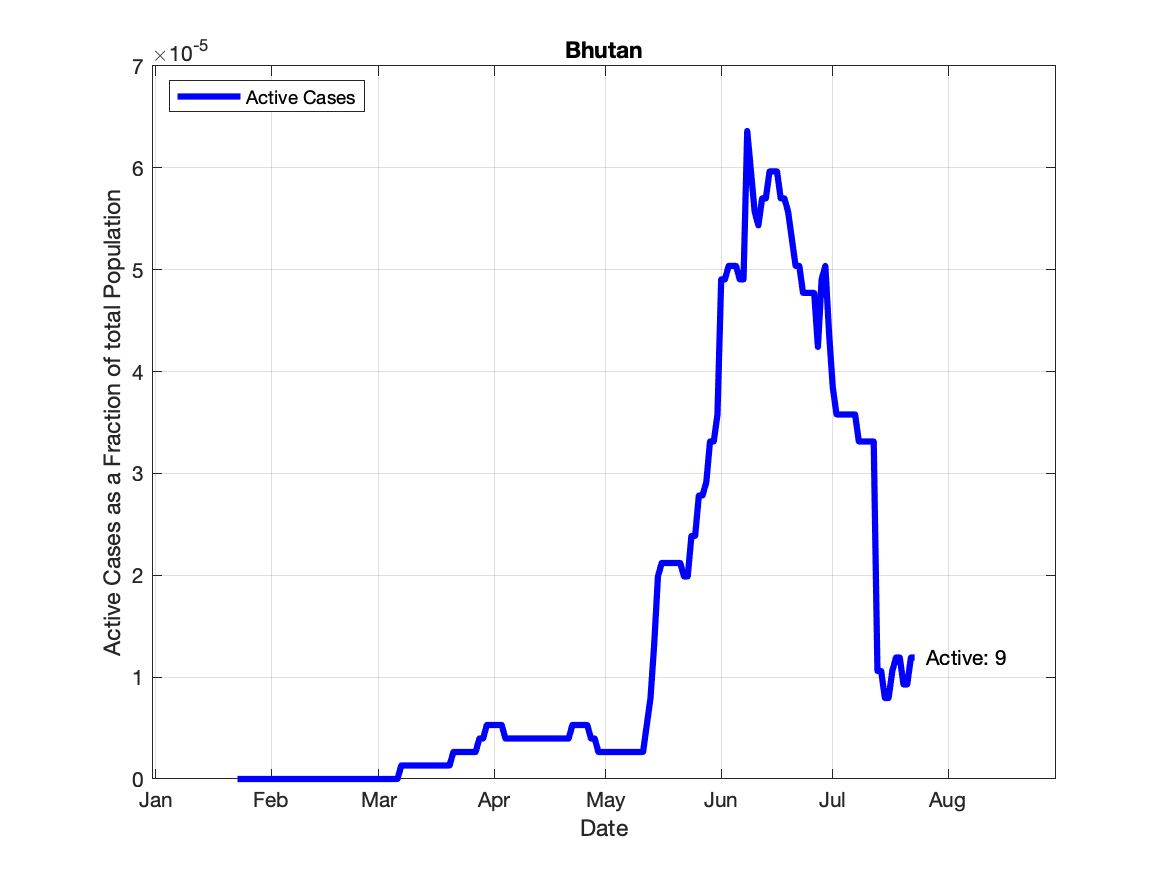 Bhutan
×10-5
7
6
5
4
3
2
1
0
Active Cases as a Fraction of total Population
Active Cases
Active: 9
Jan Feb Mar Apr May Jun Jul Aug
Date